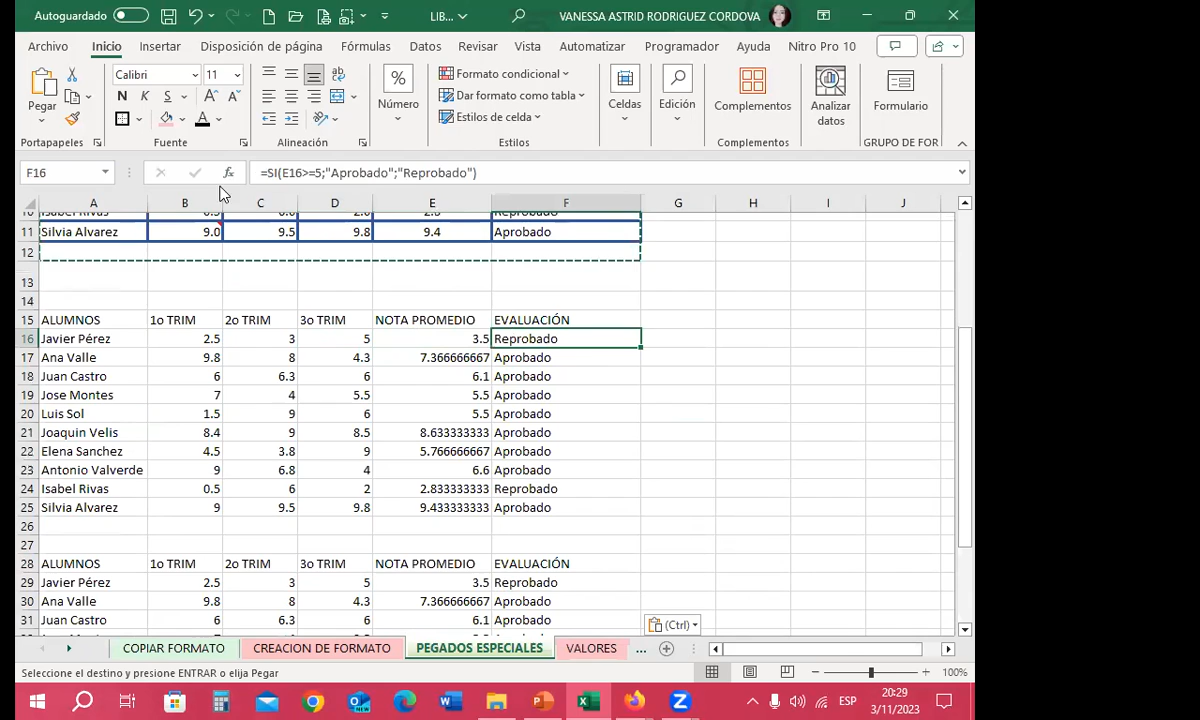 Autoguardado LIB... VANESSA ASTRID RODRIGUEZ CORDOVA
Archivo Inicio Insertar Disposición de página Fórmulas Datos Revisar Vista Automatizar Programador Ayuda Nitro Pro 10
Pegar Calibri 11 N K S A A A Número Formato condicional Dar formato como tabla Estilos de celda Celdas Edición Complementos Analizar datos Formulario
Portapapeles Fuente Alineación Estilos Complementos GRUPO DE FOR
F16 fx =SI(E16>=5;"Aprobado";"Reprobado")
A B C D E F G H I J
10 Isabel Rivas 0.5 6.0 2.0 2.8 Reprobado
11 Silvia Alvarez 9.0 9.5 9.8 9.4 Aprobado
12
13
14
15 ALUMNOS 1o TRIM 2o TRIM 3o TRIM NOTA PROMEDIO EVALUACIÓN
16 Javier Pérez 2.5 3 5 3.5 Reprobado
17 Ana Valle 9.8 8 4.3 7.366666667 Aprobado
18 Juan Castro 6 6.3 6 6.1 Aprobado
19 Jose Montes 7 4 5.5 5.5 Aprobado
20 Luis Sol 1.5 9 6 5.5 Aprobado
21 Joaquin Velis 8.4 9 8.5 8.633333333 Aprobado
22 Elena Sanchez 4.5 3.8 9 5.766666667 Aprobado
23 Antonio Valverde 9 6.8 4 6.6 Aprobado
24 Isabel Rivas 0.5 6 2 2.833333333 Reprobado
25 Silvia Alvarez 9 9.5 9.8 9.433333333 Aprobado
26
27
28 ALUMNOS 1o TRIM 2o TRIM 3o TRIM NOTA PROMEDIO EVALUACIÓN
29 Javier Pérez 2.5 3 5 3.5 Reprobado
30 Ana Valle 9.8 8 4.3 7.366666667 Aprobado
31 Juan Castro 6 6.3 6 6.1 Aprobado
(Ctrl)
COPIAR FORMATO CREACION DE FORMATO PEGADOS ESPECIALES VALORES ...
Seleccione el destino y presione ENTRAR o elija Pegar 100%
ESP 20:29
3/11/2023